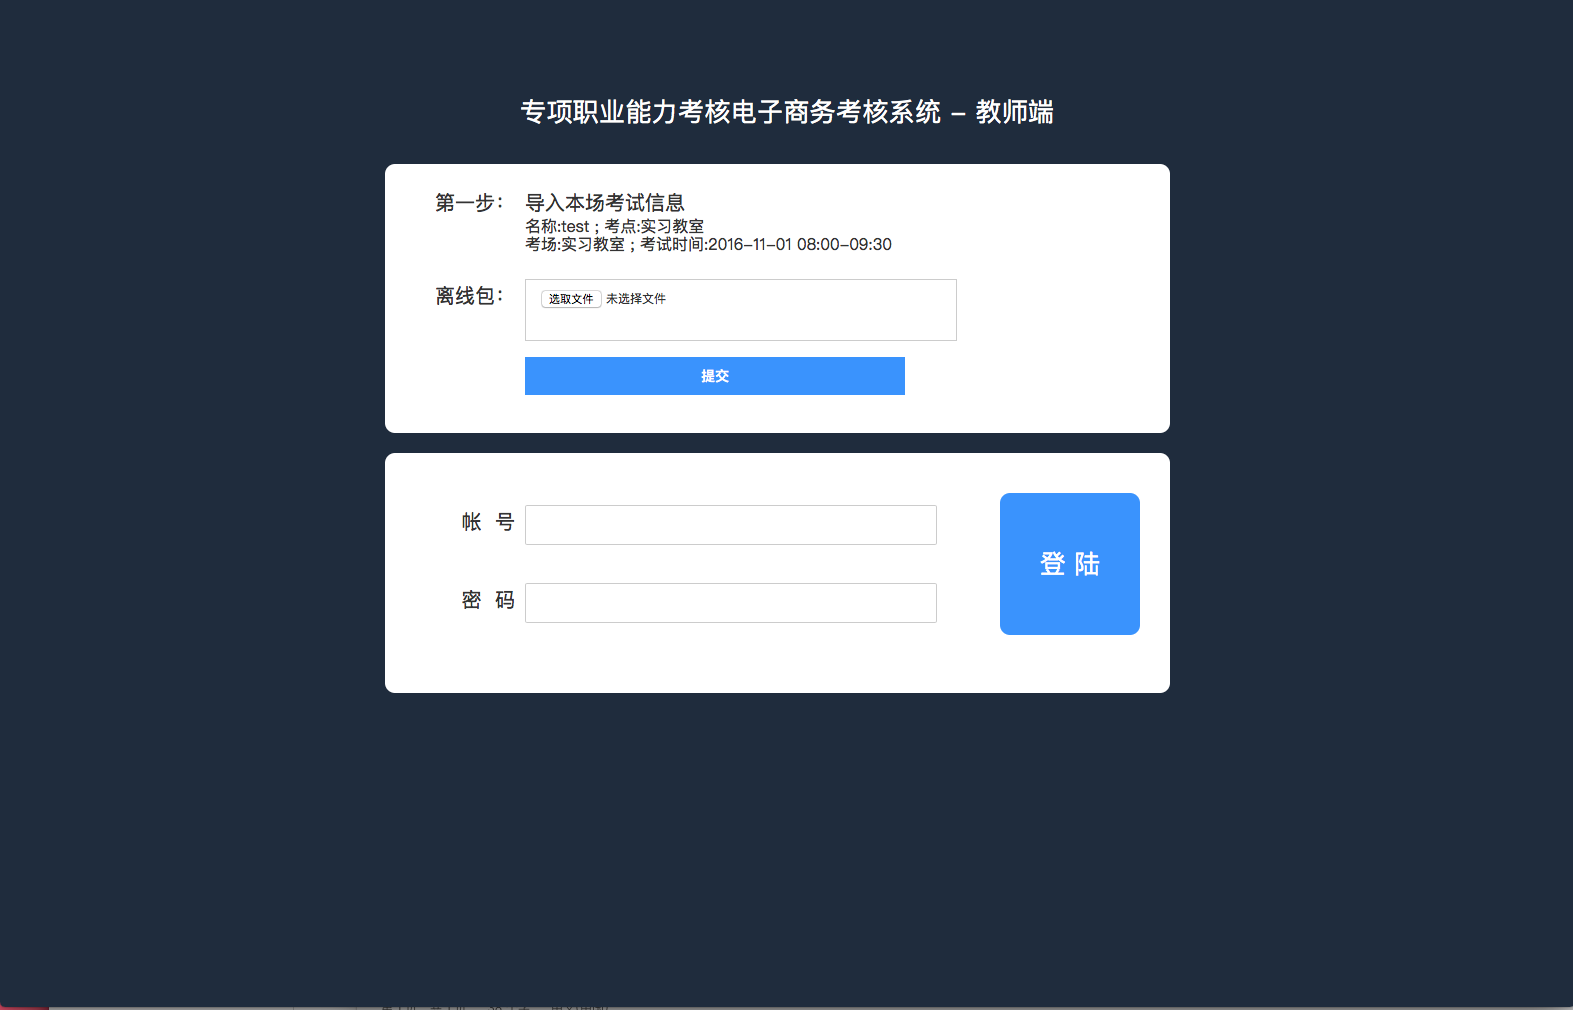 专项职业能力考核电子商务考核系统 - 教师端
第一步：
导入本场考试信息
名称:test；考点:实习教室
考场:实习教室；考试时间:2016-11-01 08:00-09:30
离线包：
选取文件 未选择文件
提交
帐 号
密 码
登 陆